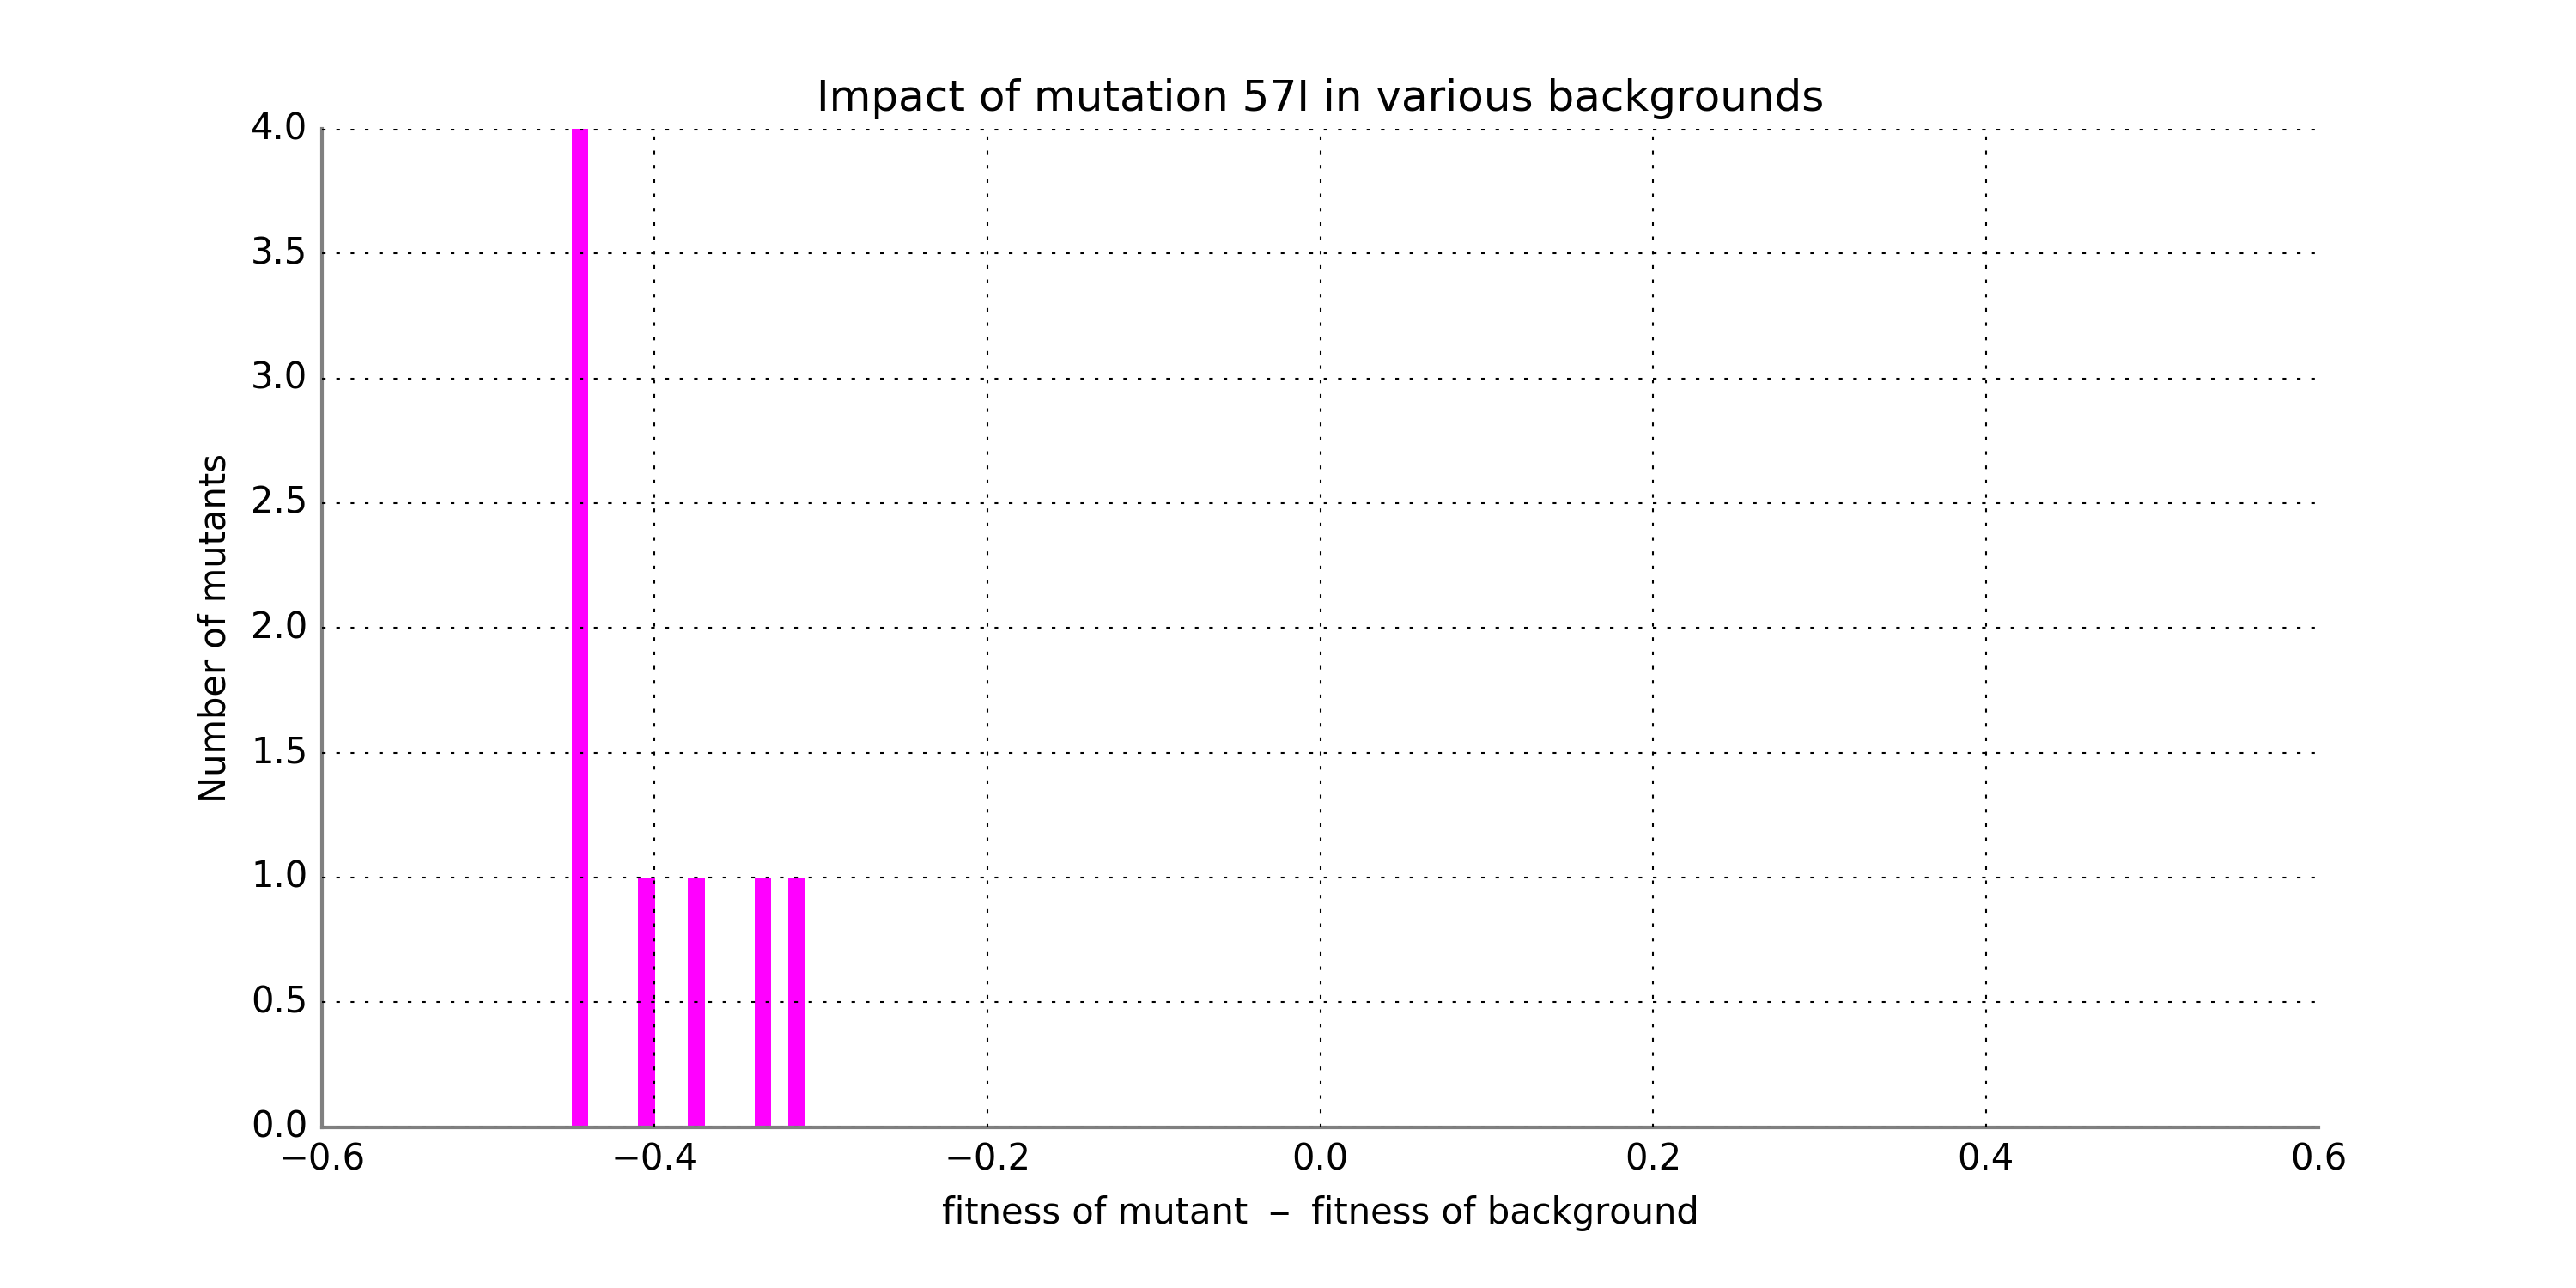 Impact of mutation 57I in various backgrounds
4.0
3.5
3.0
2.5
2.0
1.5
1.0
0.5
0.0
Number of mutants
−0.6 −0.4 −0.2 0.0 0.2 0.4 0.6
fitness of mutant − fitness of background